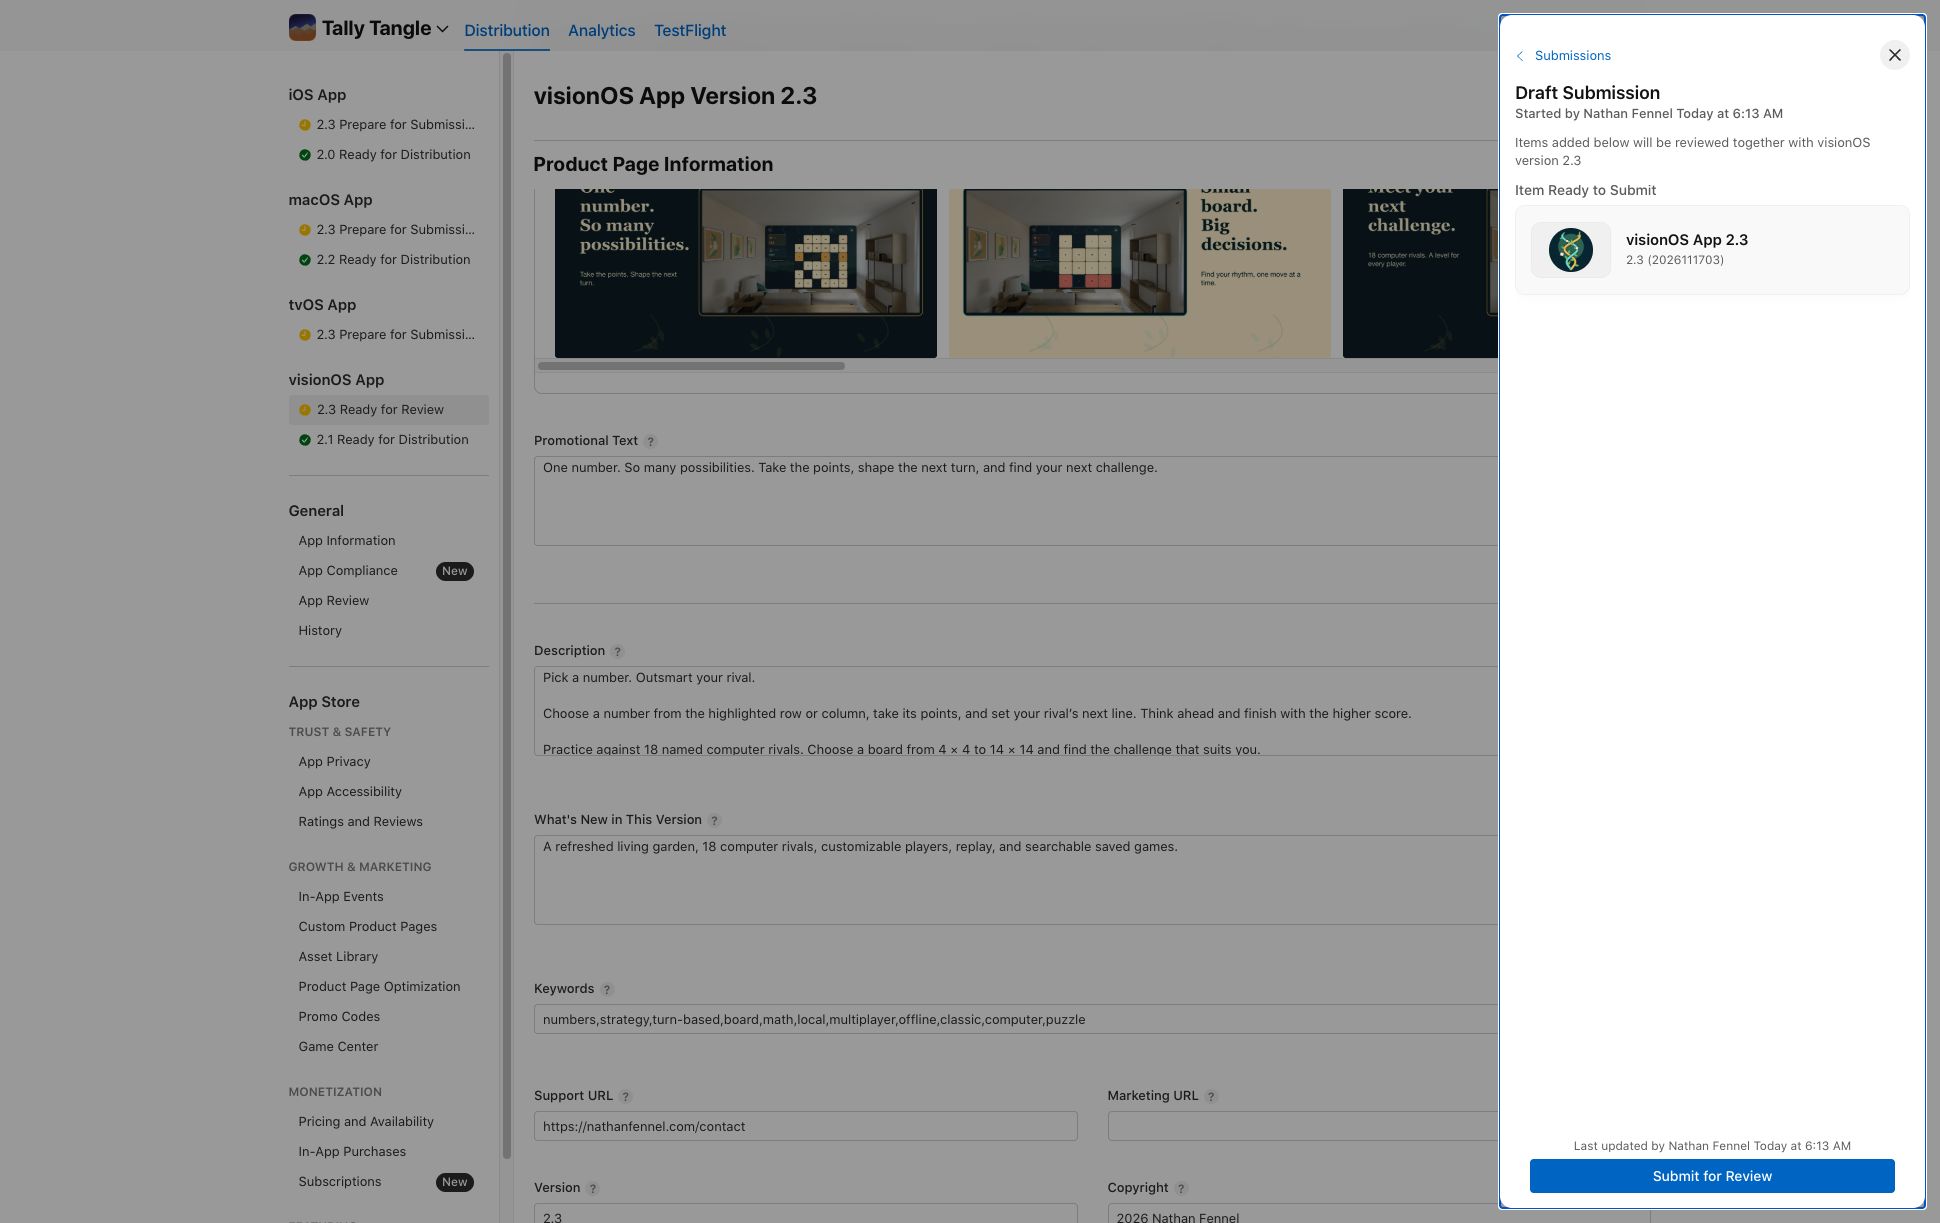 Tally Tangle
Distribution
Analytics
TestFlight
iOS App
2.3 Prepare for Submissi...
2.0 Ready for Distribution
macOS App
2.3 Prepare for Submissi...
2.2 Ready for Distribution
tvOS App
2.3 Prepare for Submissi...
visionOS App
2.3 Ready for Review
2.1 Ready for Distribution
General
App Information
App Compliance New
App Review
History
App Store
TRUST & SAFETY
App Privacy
App Accessibility
Ratings and Reviews
GROWTH & MARKETING
In-App Events
Custom Product Pages
Asset Library
Product Page Optimization
Promo Codes
Game Center
MONETIZATION
Pricing and Availability
In-App Purchases
Subscriptions New
visionOS App Version 2.3
Product Page Information
One
number.
So many
possibilities.
Take the points. Shape the next
turn.
Small
board.
Big
decisions.
Find your rhythm, one move at a
time.
Meet your
next
challenge.
18 computer rivals. A level for
every player.
Promotional Text ?
One number. So many possibilities. Take the points, shape the next turn, and find your next challenge.
Description ?
Pick a number. Outsmart your rival.
Choose a number from the highlighted row or column, take its points, and set your rival's next line. Think ahead and finish with the higher score.
Practice against 18 named computer rivals. Choose a board from 4 × 4 to 14 × 14 and find the challenge that suits you.
What's New in This Version ?
A refreshed living garden, 18 computer rivals, customizable players, replay, and searchable saved games.
Keywords ?
numbers,strategy,turn-based,board,math,local,multiplayer,offline,classic,computer,puzzle
Support URL ?
https://nathanfennel.com/contact
Marketing URL ?
Version ?
2.3
Copyright ?
2026 Nathan Fennel
Submissions
Draft Submission
Started by Nathan Fennel Today at 6:13 AM
Items added below will be reviewed together with visionOS
version 2.3
Item Ready to Submit
visionOS App 2.3
2.3 (2026111703)
Last updated by Nathan Fennel Today at 6:13 AM
Submit for Review